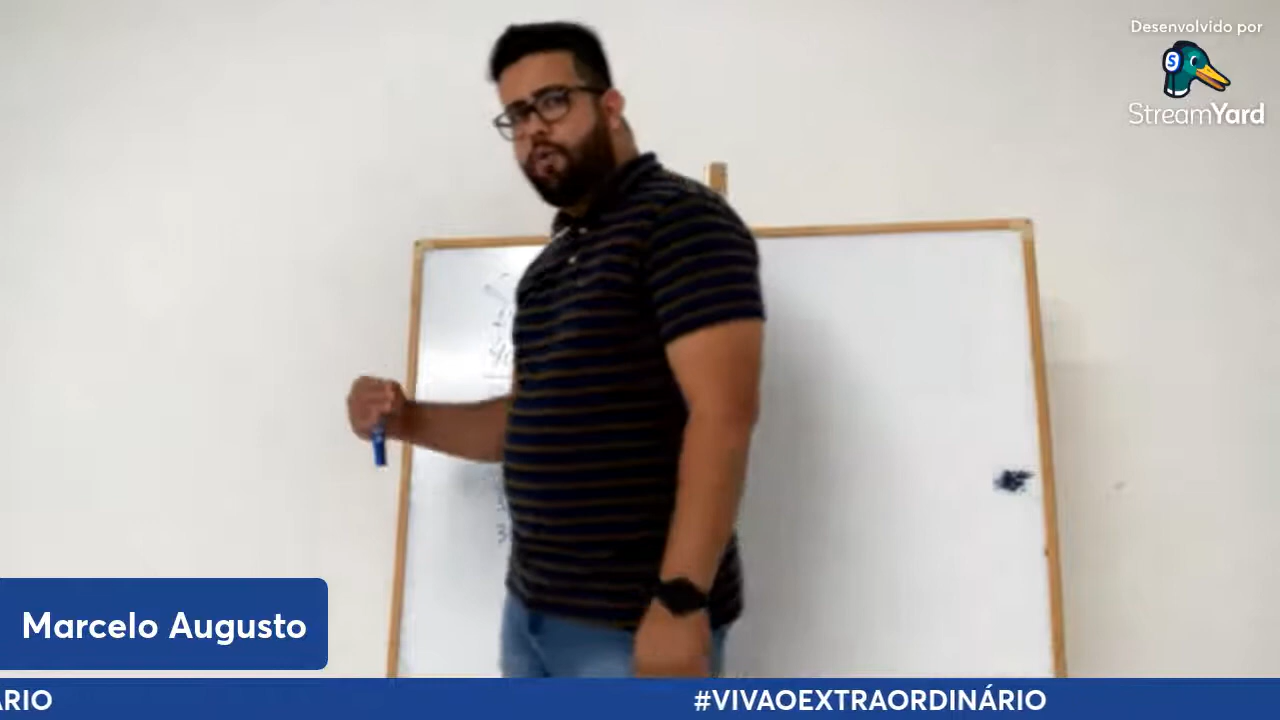 Desenvolvido por
StreamYard
Marcelo Augusto
ÁRIO
#VIVAOEXTRAORDINÁRIO